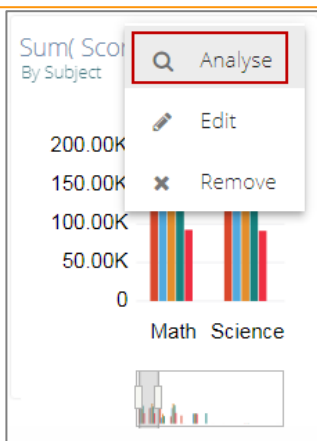 Sum( Scor
By Subject
Analyse
Edit
Remove
200.00K
150.00K
100.00K
50.00K
0
Math Science